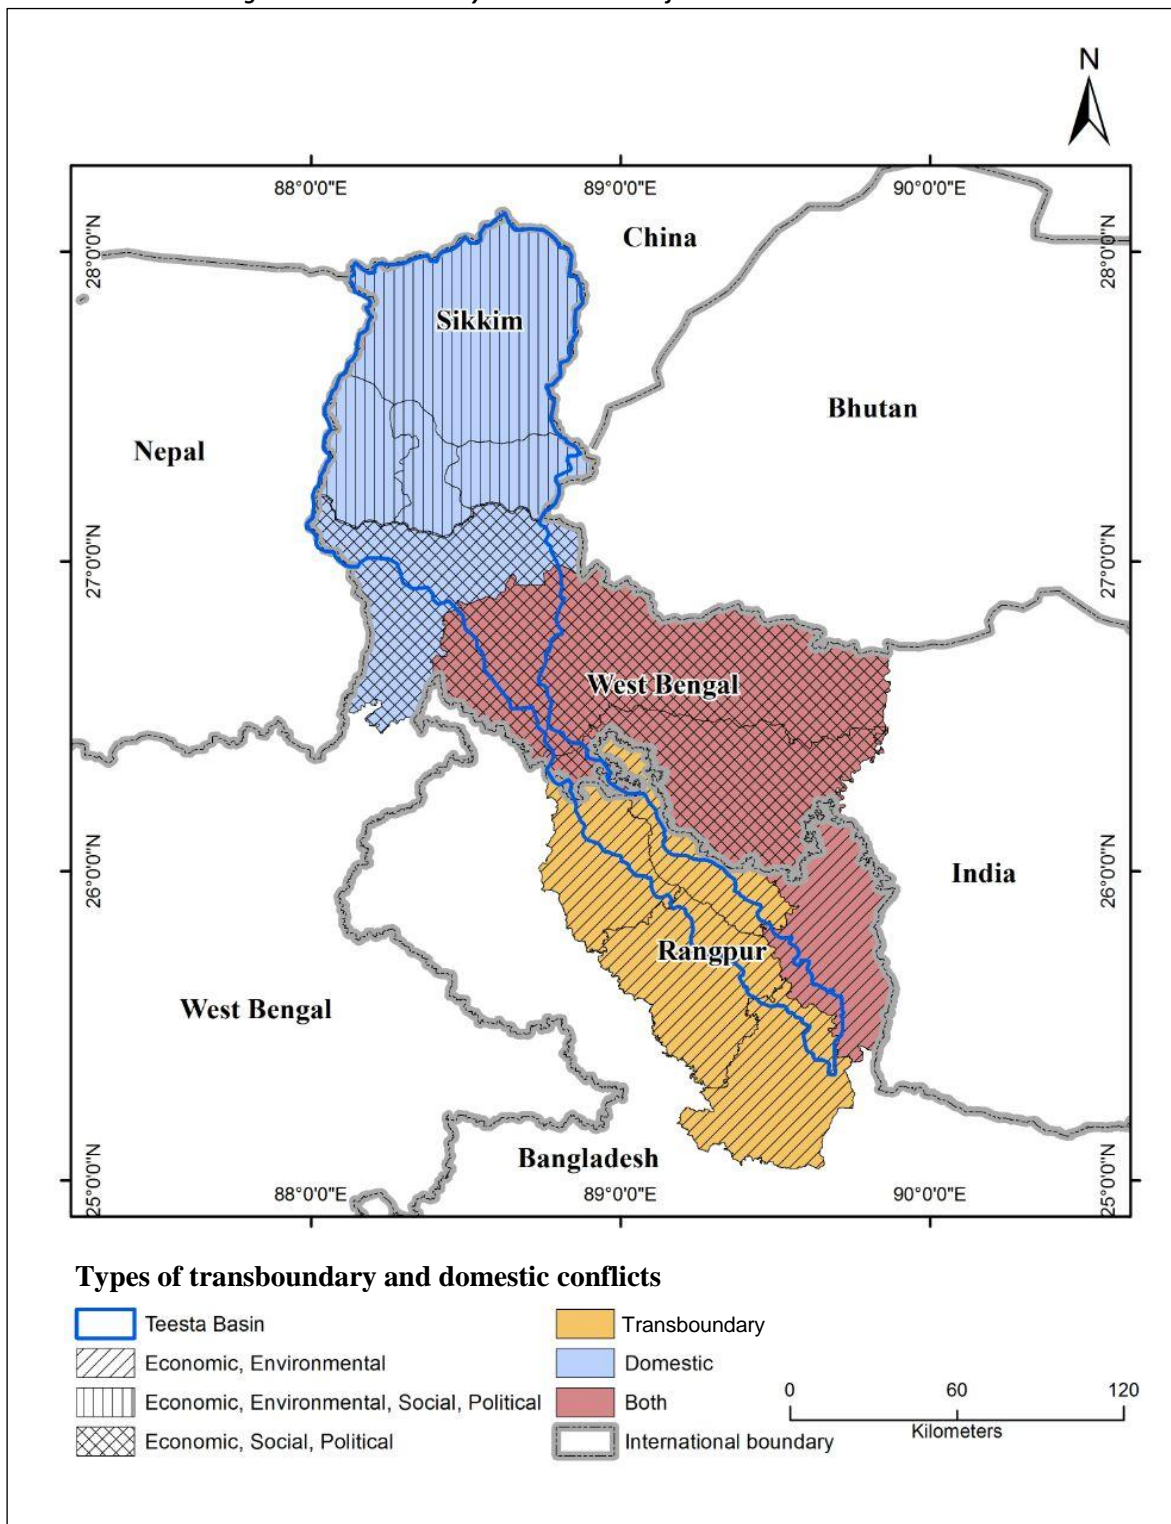 N
88°0'0"E
89°0'0"E
90°0'0"E
28°0'0"N
28°0'0"N
China
Sikkim
Bhutan
Nepal
27°0'0"N
27°0'0"N
West Bengal
26°0'0"N
26°0'0"N
India
Rangpur
West Bengal
Bangladesh
25°0'0"N
25°0'0"N
88°0'0"E
89°0'0"E
90°0'0"E
Types of transboundary and domestic conflicts
Teesta Basin
Economic, Environmental
Economic, Environmental, Social, Political
Economic, Social, Political
Transboundary
Domestic
Both
International boundary
0 60 120
Kilometers